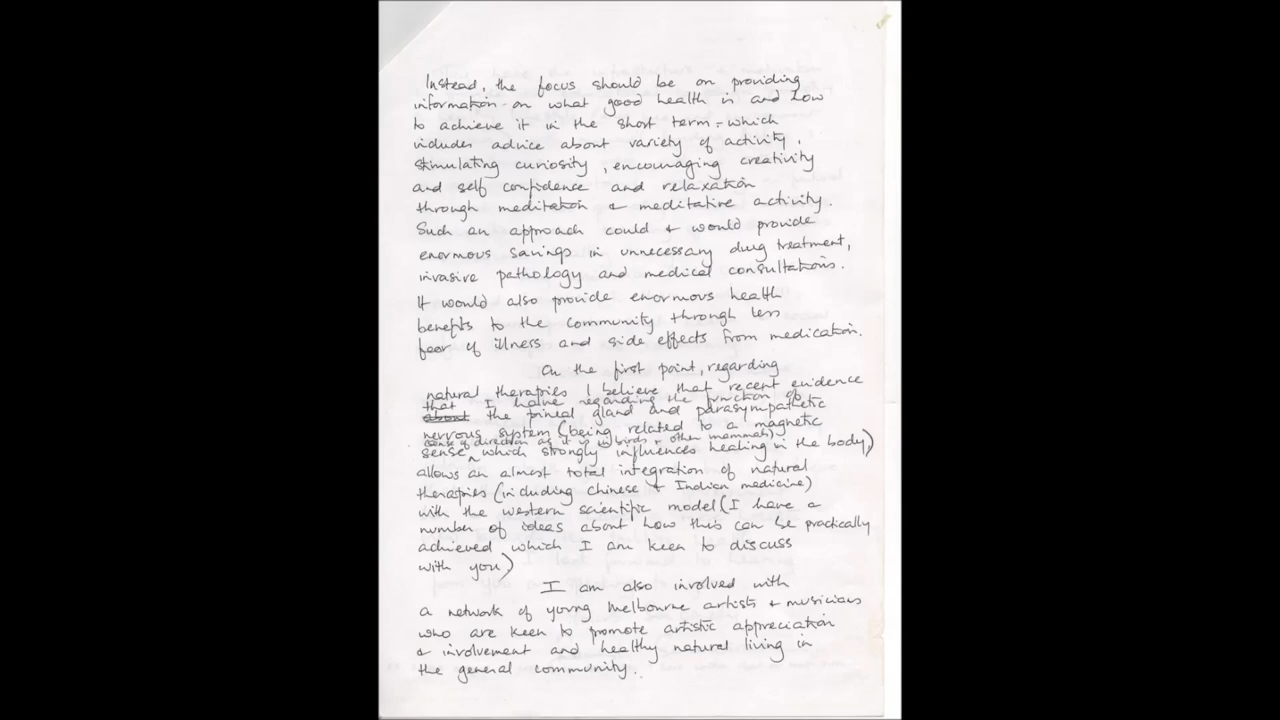 Instead, the focus should be on providing
information on what good health is and how
to achieve it in the short term - which
includes advice about variety of activity,
stimulating curiosity, encouraging creativity
and self confidence and relaxation
through meditation & meditative activity.
Such an approach could & would provide
enormous savings in unnecessary drug treatment,
invasive pathology and medical consultations.
It would also provide enormous health
benefits to the community through less
fear of illness and side effects from medication.
On the first point, regarding
natural therapies I believe that recent evidence
that I have regarding the function of
about the pineal gland and parasympathetic
nervous system (being related to a magnetic
sense of direction as it is in birds & other mammals)
sense ^ which strongly influences healing in the body)
allows an almost total integration of natural
therapies (including Chinese & Indian medicine)
with the western scientific model (I have a
number of ideas about how this can be practically
achieved which I am keen to discuss
with you)
I am also involved with
a network of young Melbourne artists & musicians
who are keen to promote artistic appreciation
& involvement and healthy natural living in
the general community.